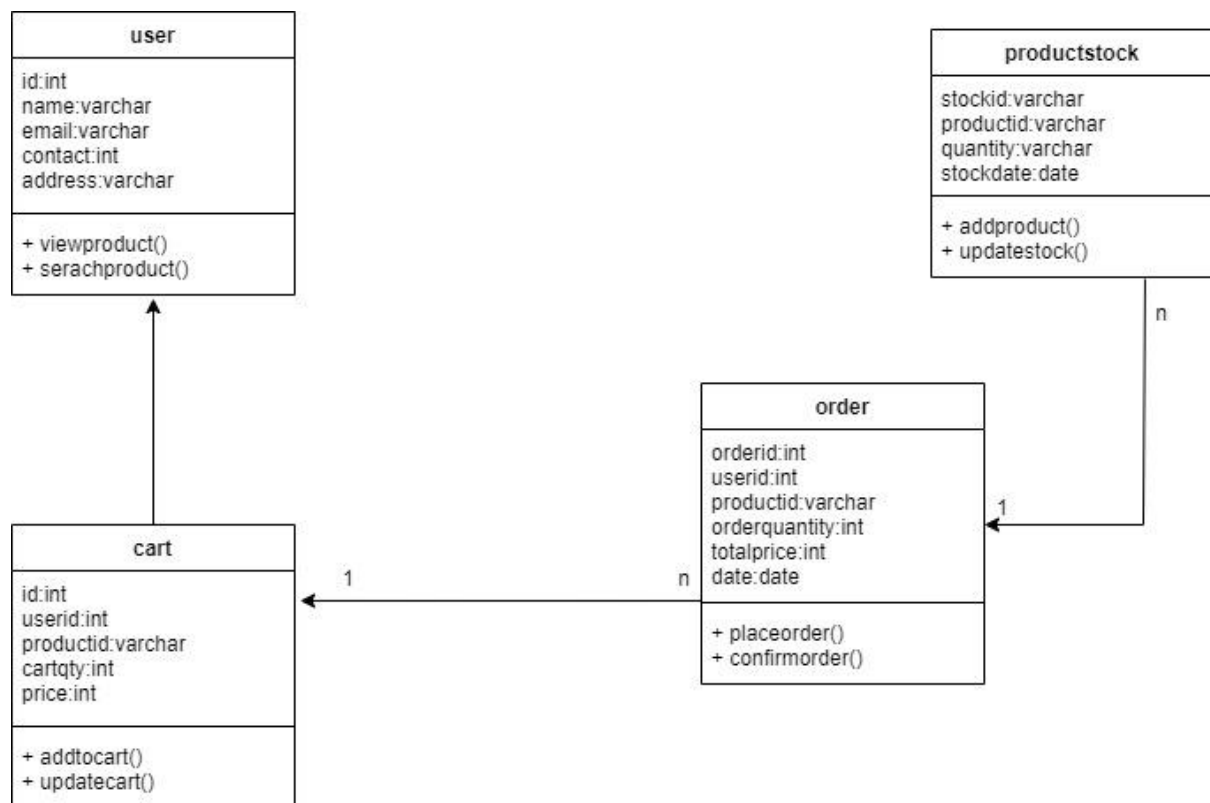 user
id:int
name:varchar
email:varchar
contact:int
address:varchar
+ viewproduct()
+ serachproduct()
productstock
stockid:varchar
productid:varchar
quantity:varchar
stockdate:date
+ addproduct()
+ updatestock()
n
order
orderid:int
userid:int
productid:varchar
orderquantity:int
totalprice:int
date:date
+ placeorder()
+ confirmorder()
1
cart
id:int
userid:int
productid:varchar
cartqty:int
price:int
+ addtocart()
+ updatecart()
1
n